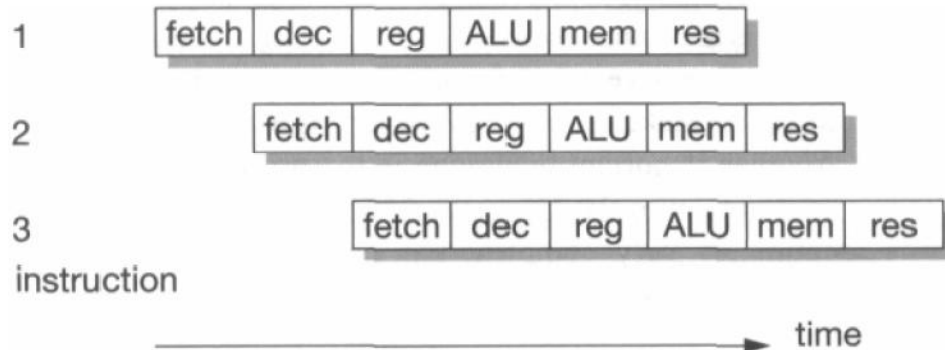 1 fetch dec reg ALU mem res
2 fetch dec reg ALU mem res
3 fetch dec reg ALU mem res
instruction
time